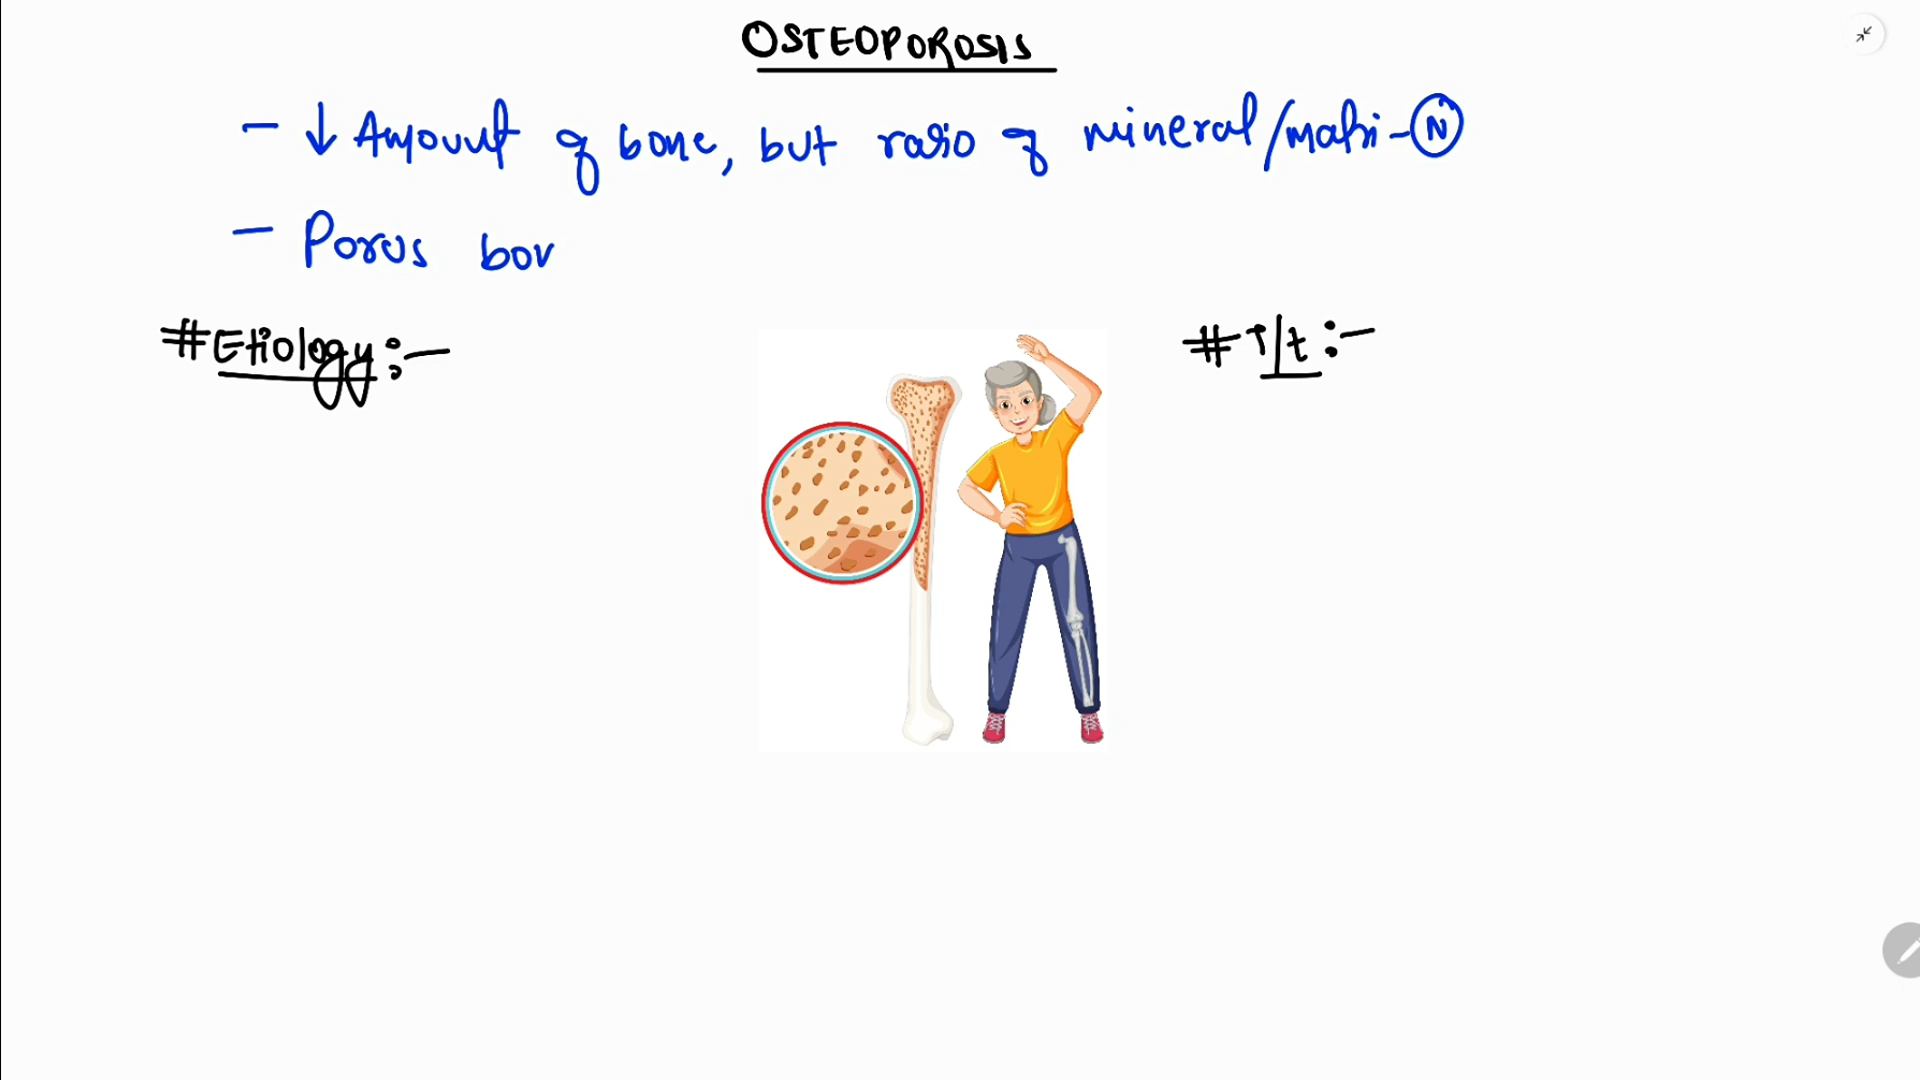 OSTEOPOROSIS
- ↓ Amount of bone, but ratio of mineral/matri - Ⓝ
- Porus bon
# Etiology :-
# T/t :-